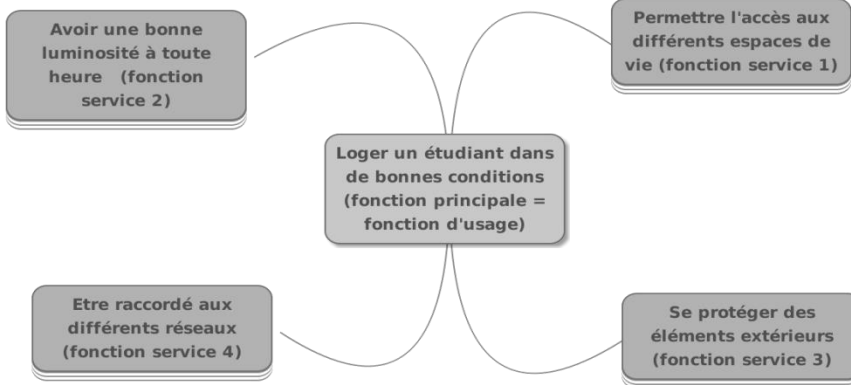 Avoir une bonne
luminosité à toute
heure (fonction
service 2)
Permettre l'accès aux
différents espaces de
vie (fonction service 1)
Loger un étudiant dans
de bonnes conditions
(fonction principale =
fonction d'usage)
Etre raccordé aux
différents réseaux
(fonction service 4)
Se protéger des
éléments extérieurs
(fonction service 3)